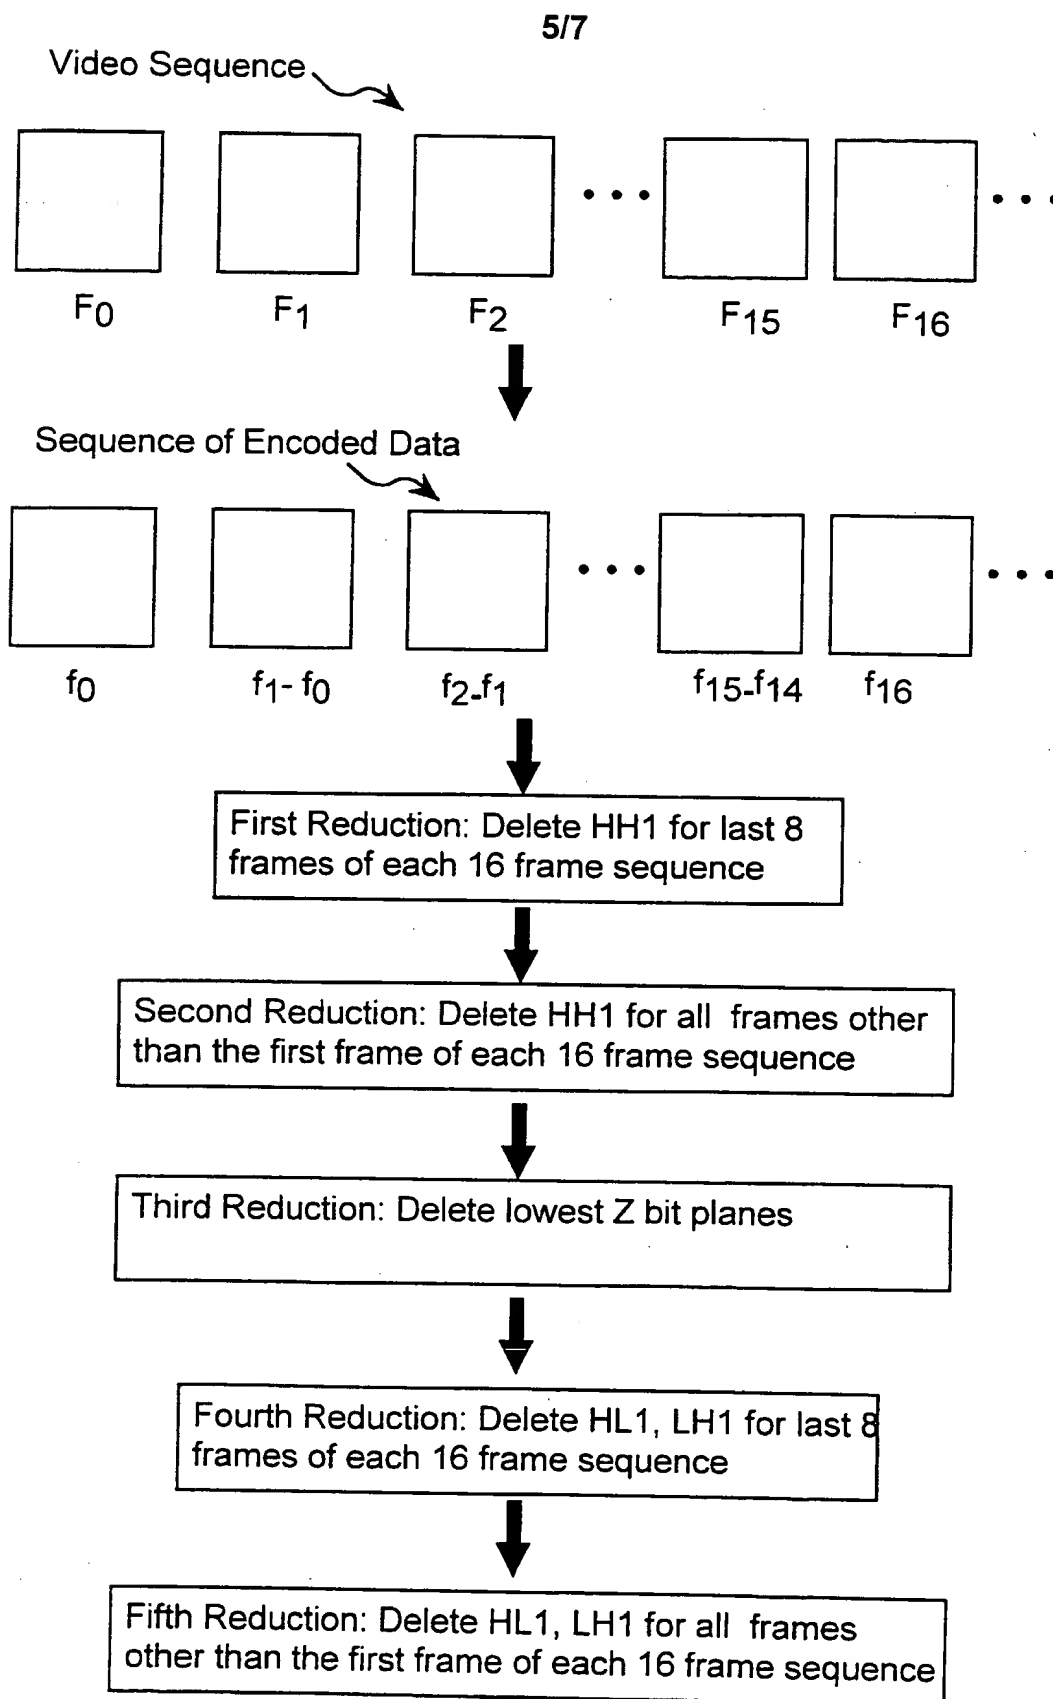 5/7
Video Sequence
F0 F1 F2 F15 F16
Sequence of Encoded Data
f0 f1- f0 f2-f1 f15-f14 f16
First Reduction: Delete HH1 for last 8
frames of each 16 frame sequence
Second Reduction: Delete HH1 for all frames other
than the first frame of each 16 frame sequence
Third Reduction: Delete lowest Z bit planes
Fourth Reduction: Delete HL1, LH1 for last 8
frames of each 16 frame sequence
Fifth Reduction: Delete HL1, LH1 for all frames
other than the first frame of each 16 frame sequence